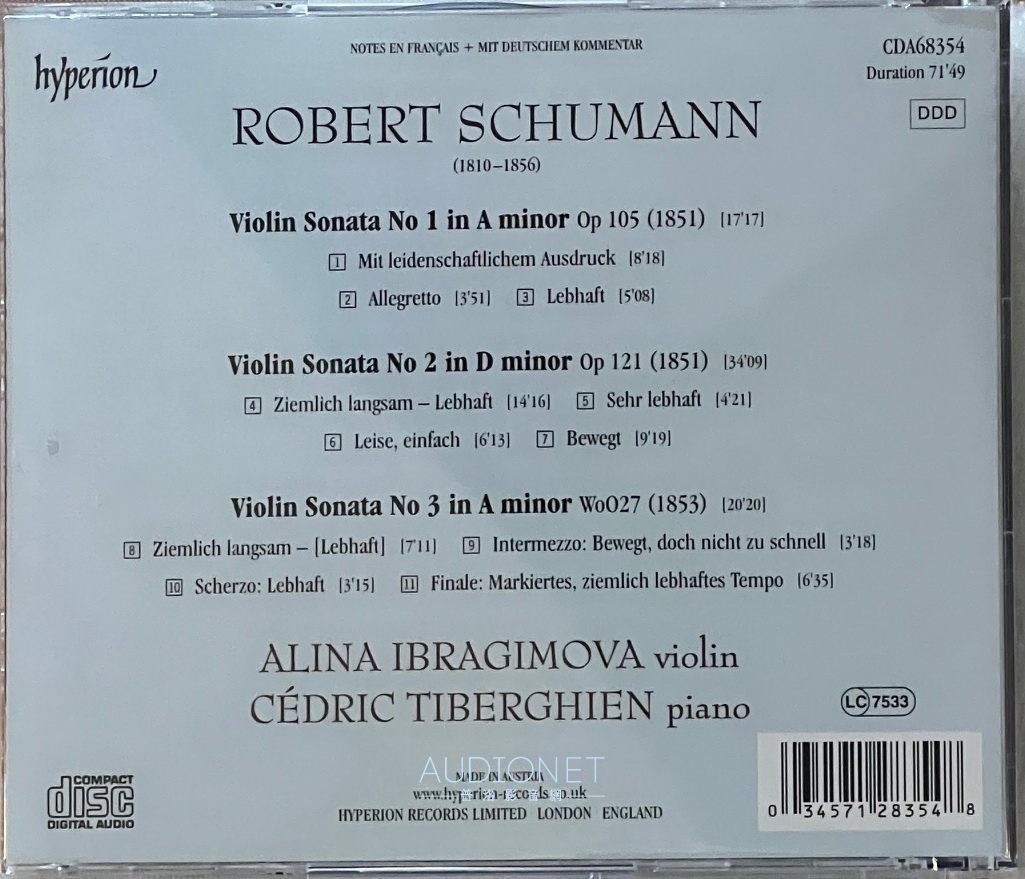 NOTES EN FRANÇAIS + MIT DEUTSCHEM KOMMENTAR
hyperion
CDA68354
Duration 71'49
DDD
ROBERT SCHUMANN
(1810–1856)
Violin Sonata No 1 in A minor Op 105 (1851) [17'17]
1 Mit leidenschaftlichem Ausdruck [8'18]
2 Allegretto [3'51] 3 Lebhaft [5'08]
Violin Sonata No 2 in D minor Op 121 (1851) [34'09]
4 Ziemlich langsam – Lebhaft [14'16] 5 Sehr lebhaft [4'21]
6 Leise, einfach [6'13] 7 Bewegt [9'19]
Violin Sonata No 3 in A minor WoO27 (1853) [20'20]
8 Ziemlich langsam – [Lebhaft] [7'11] 9 Intermezzo: Bewegt, doch nicht zu schnell [3'18]
10 Scherzo: Lebhaft [3'15] 11 Finale: Markiertes, ziemlich lebhaftes Tempo [6'35]
ALINA IBRAGIMOVA violin
CÉDRIC TIBERGHIEN piano
LC 7533
AUDIONET
MADE IN AUSTRIA
www.hyperion-records.co.uk
HYPERION RECORDS LIMITED LONDON ENGLAND
COMPACT
disc
DIGITAL AUDIO
0 34571 28354 8